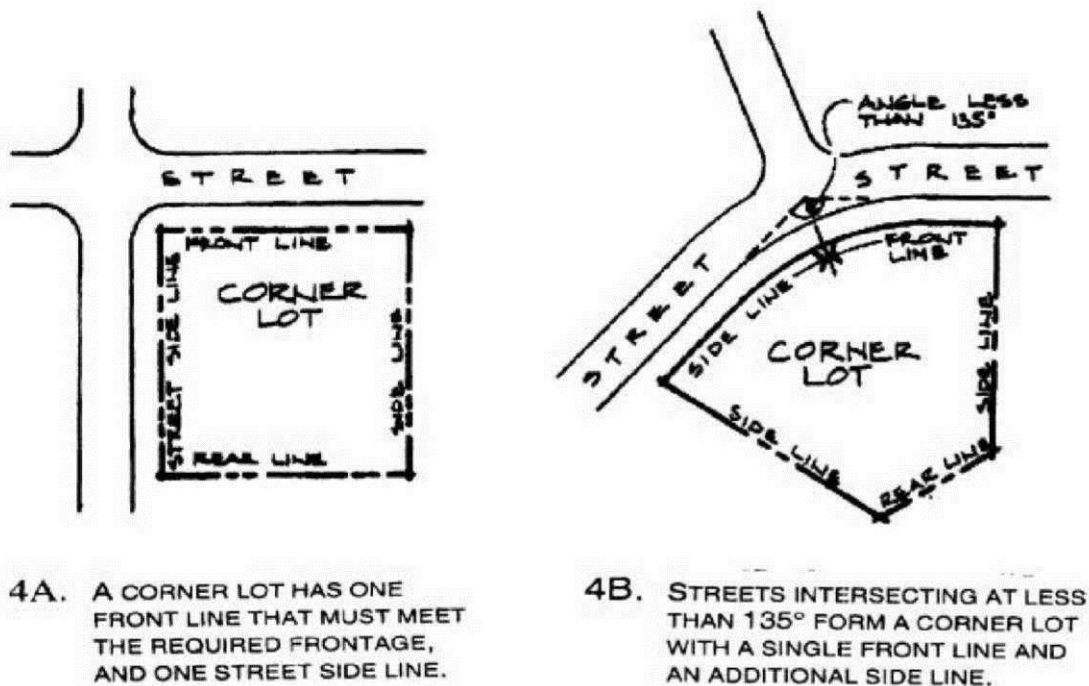 STREET
FRONT LINE
CORNER
LOT
STREET SIDE LINE
SIDE LINE
REAR LINE
4A. A CORNER LOT HAS ONE
FRONT LINE THAT MUST MEET
THE REQUIRED FRONTAGE,
AND ONE STREET SIDE LINE.
ANGLE LESS
THAN 135°
STREET
STREET
FRONT
LINE
SIDE LINE
CORNER
LOT
SIDE LINE
SIDE LINE
REAR LINE
4B. STREETS INTERSECTING AT LESS
THAN 135° FORM A CORNER LOT
WITH A SINGLE FRONT LINE AND
AN ADDITIONAL SIDE LINE.